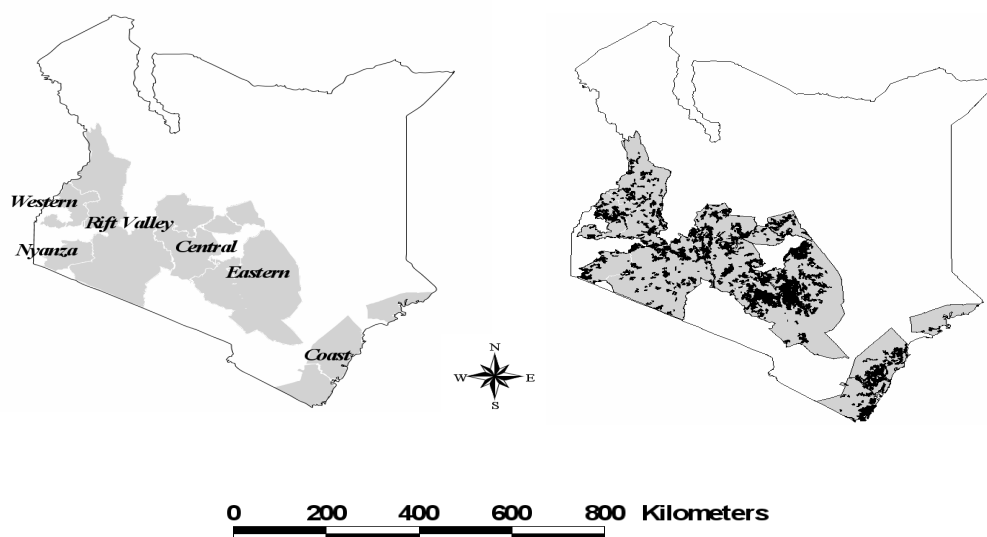 Western
Rift Valley
Nyanza
Central
Eastern
Coast
N
W E
S
0 200 400 600 800 Kilometers